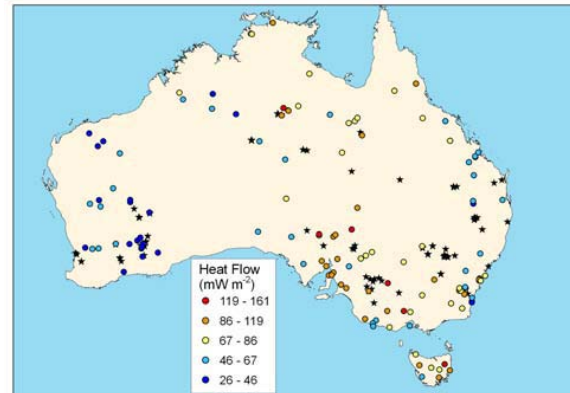 Heat Flow
(mW m⁻²)
119 - 161
86 - 119
67 - 86
46 - 67
26 - 46